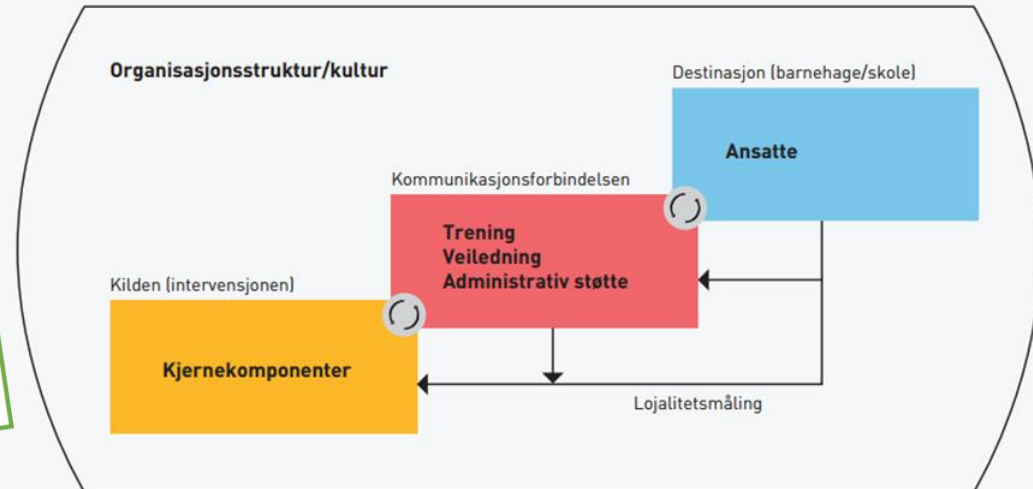 Organisasjonsstruktur/kultur
Destinasjon (barnehage/skole)
Ansatte
Kommunikasjonsforbindelsen
Trening
Veiledning
Administrativ støtte
Kilden (intervensjonen)
Kjernekomponenter
Lojalitetsmåling